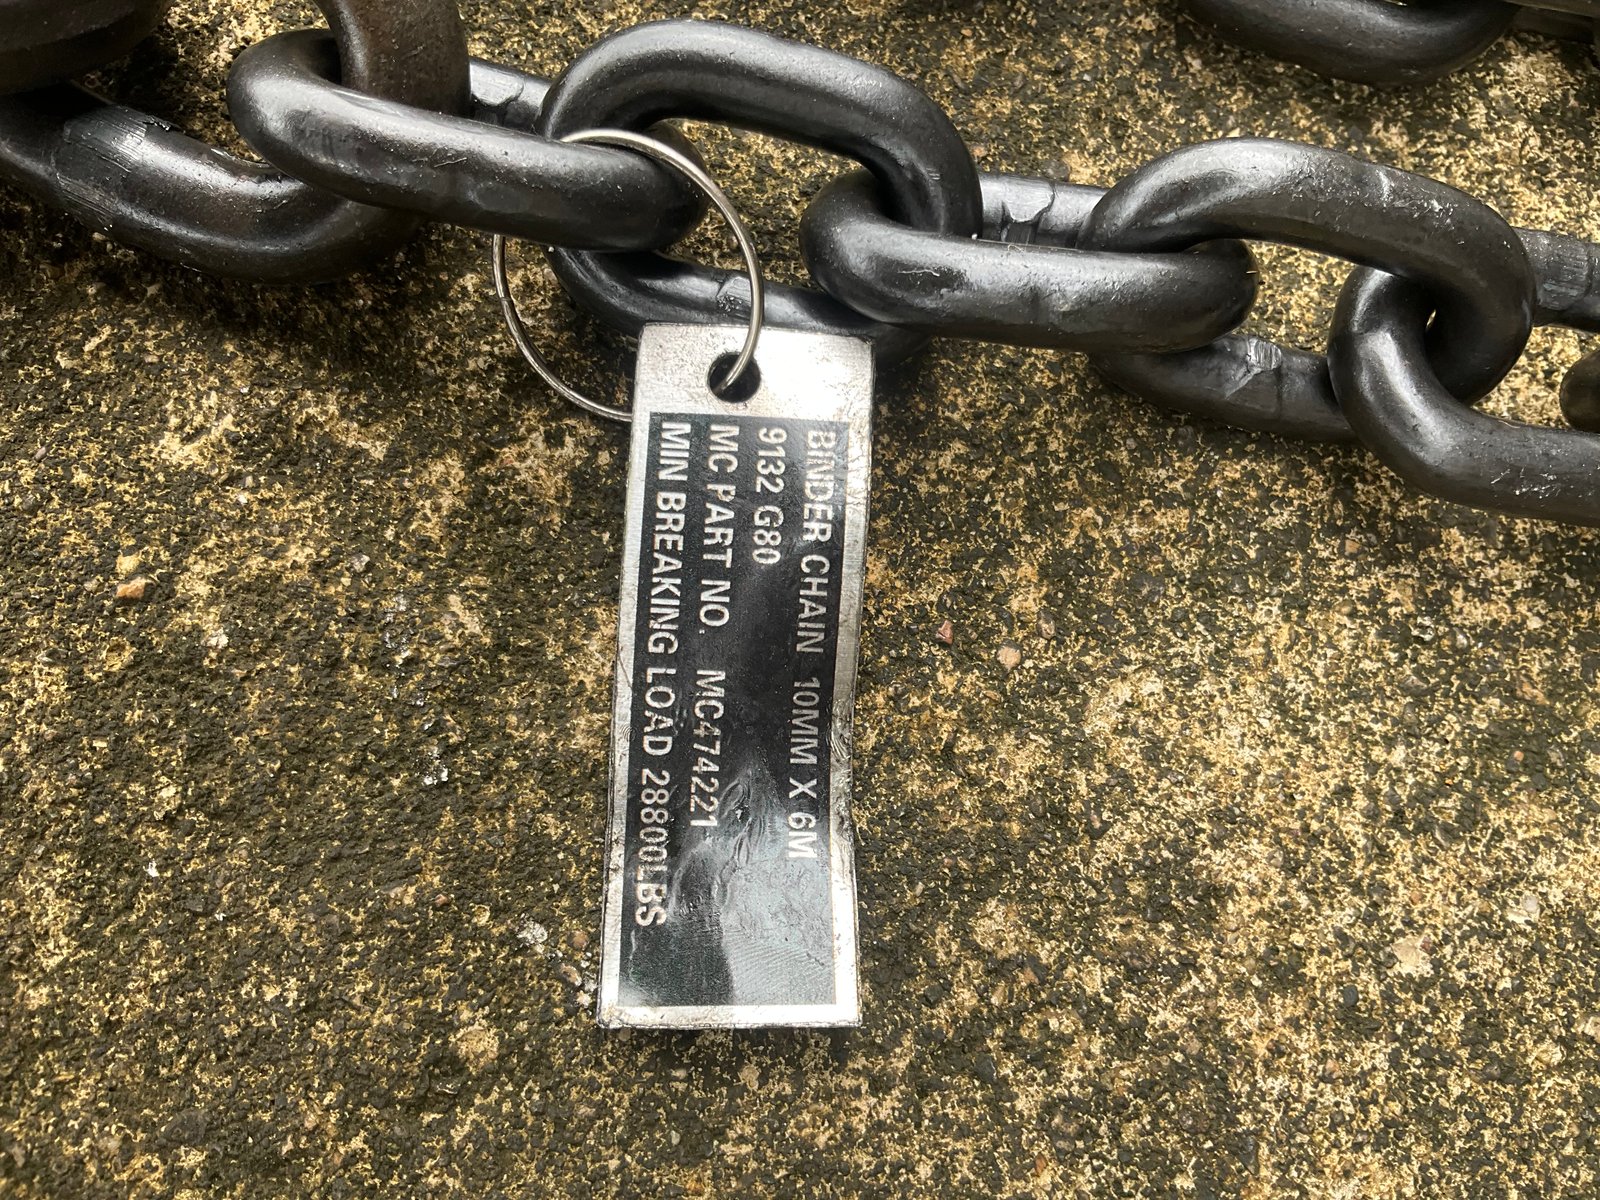 BINDER CHAIN 10MM X 6M
9132 G80
MC PART NO. MC474221
MIN BREAKING LOAD 28800LBS